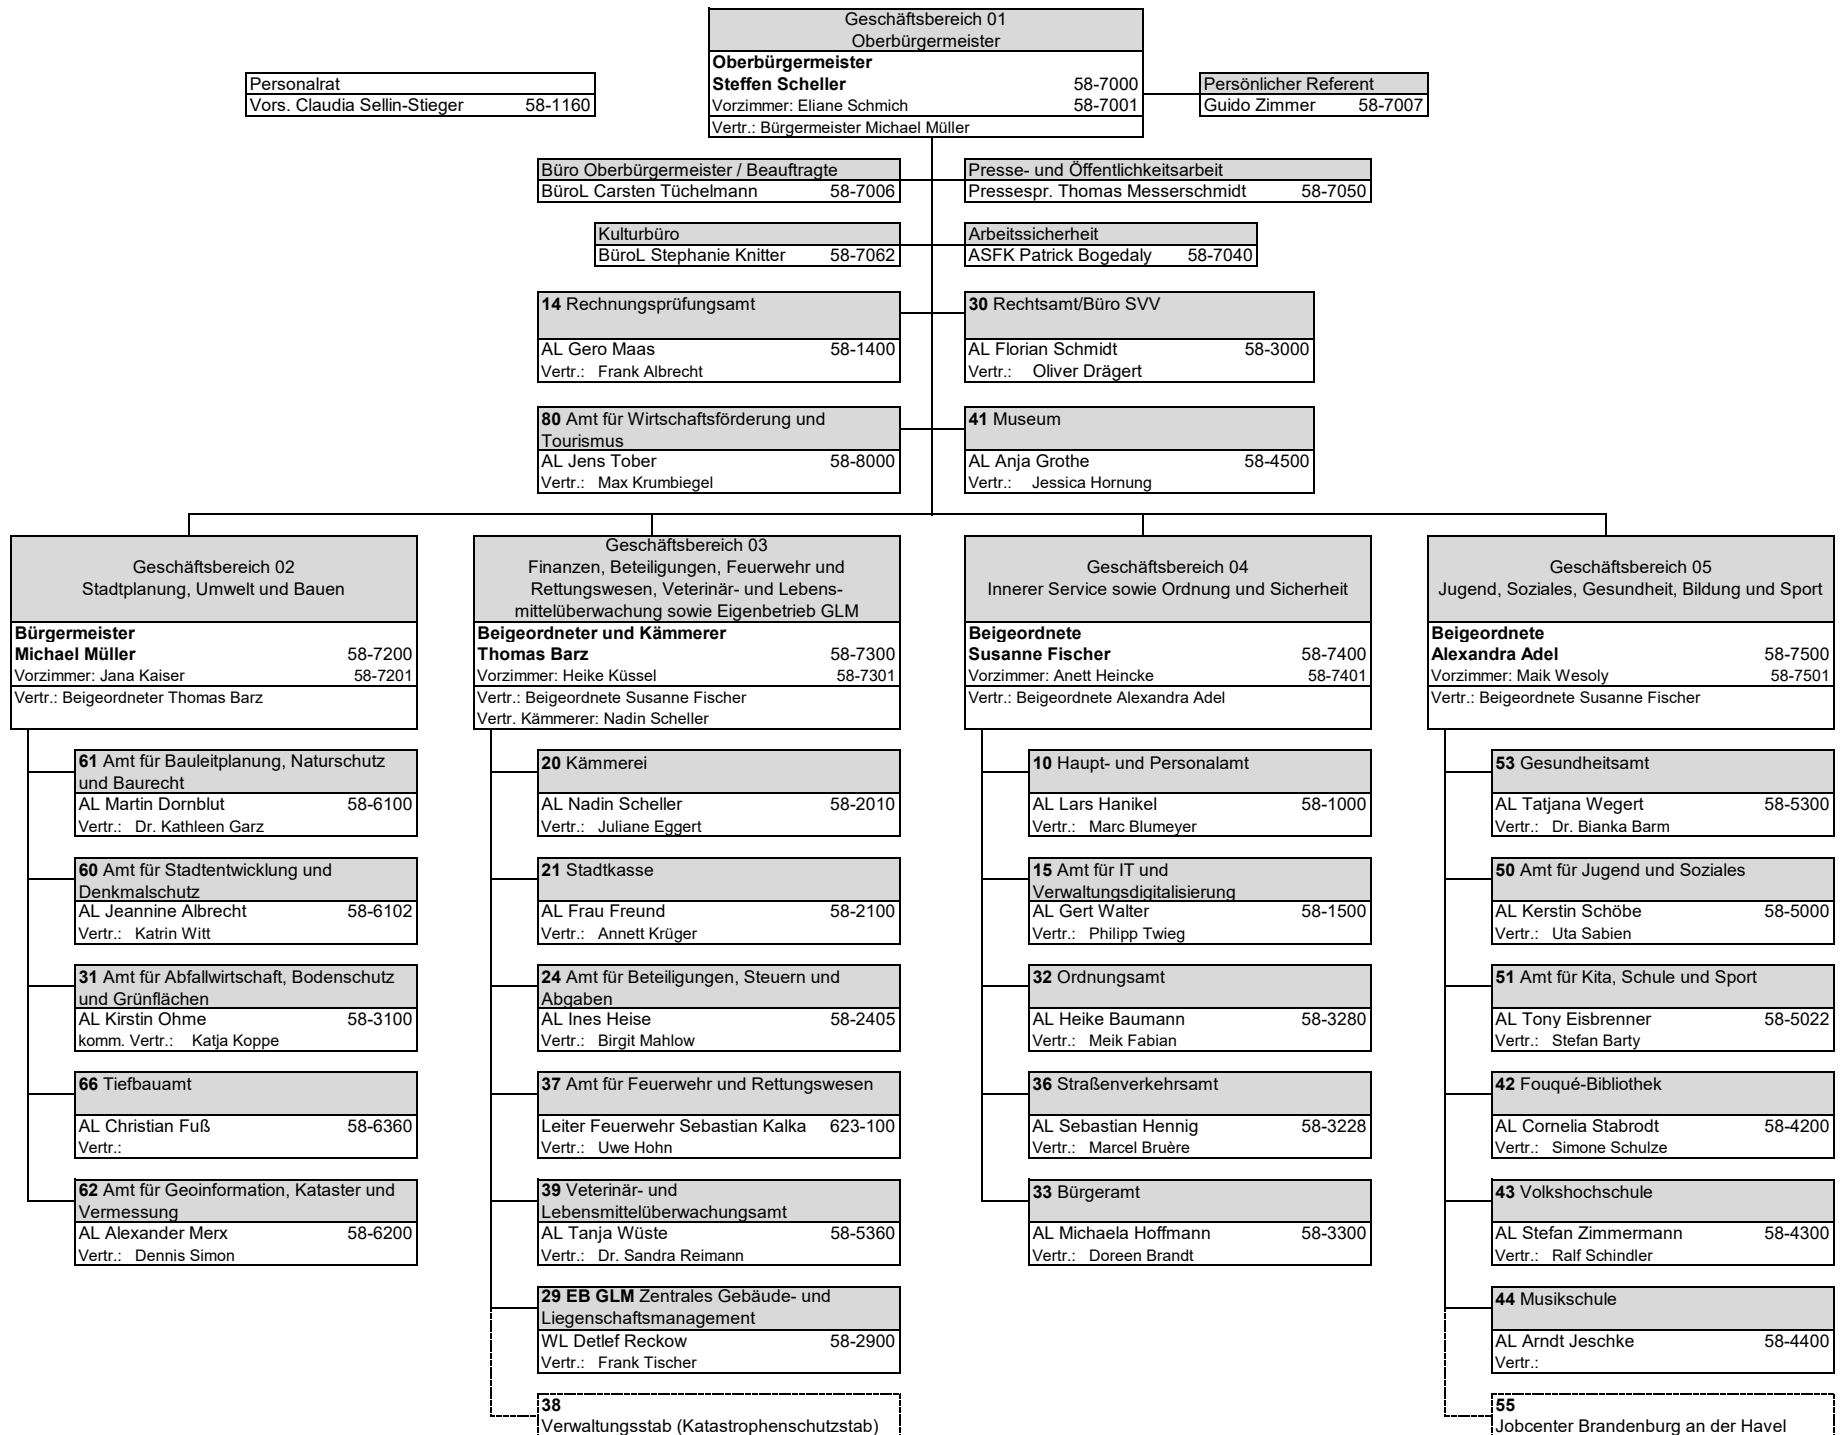 Geschäftsbereich 01
Oberbürgermeister
Oberbürgermeister
Steffen Scheller 58-7000
Vorzimmer: Eliane Schmich 58-7001
Vertr.: Bürgermeister Michael Müller
Personalrat
Vors. Claudia Sellin-Stieger 58-1160
Persönlicher Referent
Guido Zimmer 58-7007
Büro Oberbürgermeister / Beauftragte
BüroL Carsten Tüchelmann 58-7006
Presse- und Öffentlichkeitsarbeit
Pressespr. Thomas Messerschmidt 58-7050
Kulturbüro
BüroL Stephanie Knitter 58-7062
Arbeitssicherheit
ASFK Patrick Bogedaly 58-7040
14 Rechnungsprüfungsamt
AL Gero Maas 58-1400
Vertr.: Frank Albrecht
30 Rechtsamt/Büro SVV
AL Florian Schmidt 58-3000
Vertr.: Oliver Drägert
80 Amt für Wirtschaftsförderung und
Tourismus
AL Jens Tober 58-8000
Vertr.: Max Krumbiegel
41 Museum
AL Anja Grothe 58-4500
Vertr.: Jessica Hornung
Geschäftsbereich 02
Stadtplanung, Umwelt und Bauen
Bürgermeister
Michael Müller 58-7200
Vorzimmer: Jana Kaiser 58-7201
Vertr.: Beigeordneter Thomas Barz
61 Amt für Bauleitplanung, Naturschutz
und Baurecht
AL Martin Dornblut 58-6100
Vertr.: Dr. Kathleen Garz
60 Amt für Stadtentwicklung und
Denkmalschutz
AL Jeannine Albrecht 58-6102
Vertr.: Katrin Witt
31 Amt für Abfallwirtschaft, Bodenschutz
und Grünflächen
AL Kirstin Ohme 58-3100
komm. Vertr.: Katja Koppe
66 Tiefbauamt
AL Christian Fuß 58-6360
Vertr.:
62 Amt für Geoinformation, Kataster und
Vermessung
AL Alexander Merx 58-6200
Vertr.: Dennis Simon
Geschäftsbereich 03
Finanzen, Beteiligungen, Feuerwehr und
Rettungswesen, Veterinär- und Lebens-
mittelüberwachung sowie Eigenbetrieb GLM
Beigeordneter und Kämmerer
Thomas Barz 58-7300
Vorzimmer: Heike Küssel 58-7301
Vertr.: Beigeordnete Susanne Fischer
Vertr. Kämmerer: Nadin Scheller
20 Kämmerei
AL Nadin Scheller 58-2010
Vertr.: Juliane Eggert
21 Stadtkasse
AL Frau Freund 58-2100
Vertr.: Annett Krüger
24 Amt für Beteiligungen, Steuern und
Abgaben
AL Ines Heise 58-2405
Vertr.: Birgit Mahlow
37 Amt für Feuerwehr und Rettungswesen
Leiter Feuerwehr Sebastian Kalka 623-100
Vertr.: Uwe Hohn
39 Veterinär- und
Lebensmittelüberwachungsamt
AL Tanja Wüste 58-5360
Vertr.: Dr. Sandra Reimann
29 EB GLM Zentrales Gebäude- und
Liegenschaftsmanagement
WL Detlef Reckow 58-2900
Vertr.: Frank Tischer
38
Verwaltungsstab (Katastrophenschutzstab)
Geschäftsbereich 04
Innerer Service sowie Ordnung und Sicherheit
Beigeordnete
Susanne Fischer 58-7400
Vorzimmer: Anett Heincke 58-7401
Vertr.: Beigeordnete Alexandra Adel
10 Haupt- und Personalamt
AL Lars Hanikel 58-1000
Vertr.: Marc Blumeyer
15 Amt für IT und
Verwaltungsdigitalisierung
AL Gert Walter 58-1500
Vertr.: Philipp Twieg
32 Ordnungsamt
AL Heike Baumann 58-3280
Vertr.: Meik Fabian
36 Straßenverkehrsamt
AL Sebastian Hennig 58-3228
Vertr.: Marcel Bruère
33 Bürgeramt
AL Michaela Hoffmann 58-3300
Vertr.: Doreen Brandt
Geschäftsbereich 05
Jugend, Soziales, Gesundheit, Bildung und Sport
Beigeordnete
Alexandra Adel 58-7500
Vorzimmer: Maik Wesoly 58-7501
Vertr.: Beigeordnete Susanne Fischer
53 Gesundheitsamt
AL Tatjana Wegert 58-5300
Vertr.: Dr. Bianka Barm
50 Amt für Jugend und Soziales
AL Kerstin Schöbe 58-5000
Vertr.: Uta Sabien
51 Amt für Kita, Schule und Sport
AL Tony Eisbrenner 58-5022
Vertr.: Stefan Barty
42 Fouqué-Bibliothek
AL Cornelia Stabrodt 58-4200
Vertr.: Simone Schulze
43 Volkshochschule
AL Stefan Zimmermann 58-4300
Vertr.: Ralf Schindler
44 Musikschule
AL Arndt Jeschke 58-4400
Vertr.:
55
Jobcenter Brandenburg an der Havel